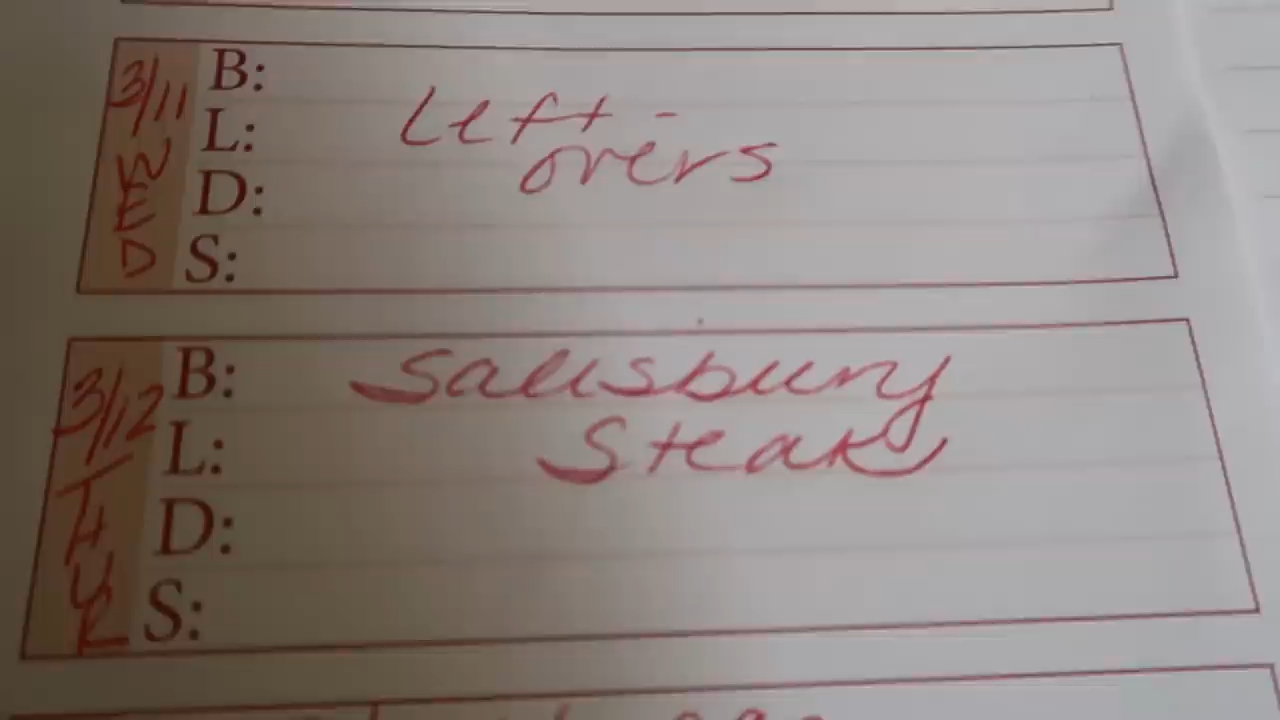 3/11
WED
B:
L:
D:
S:
Left-
overs
3/12
THUR
B:
L:
D:
S:
Salisbury
Steak